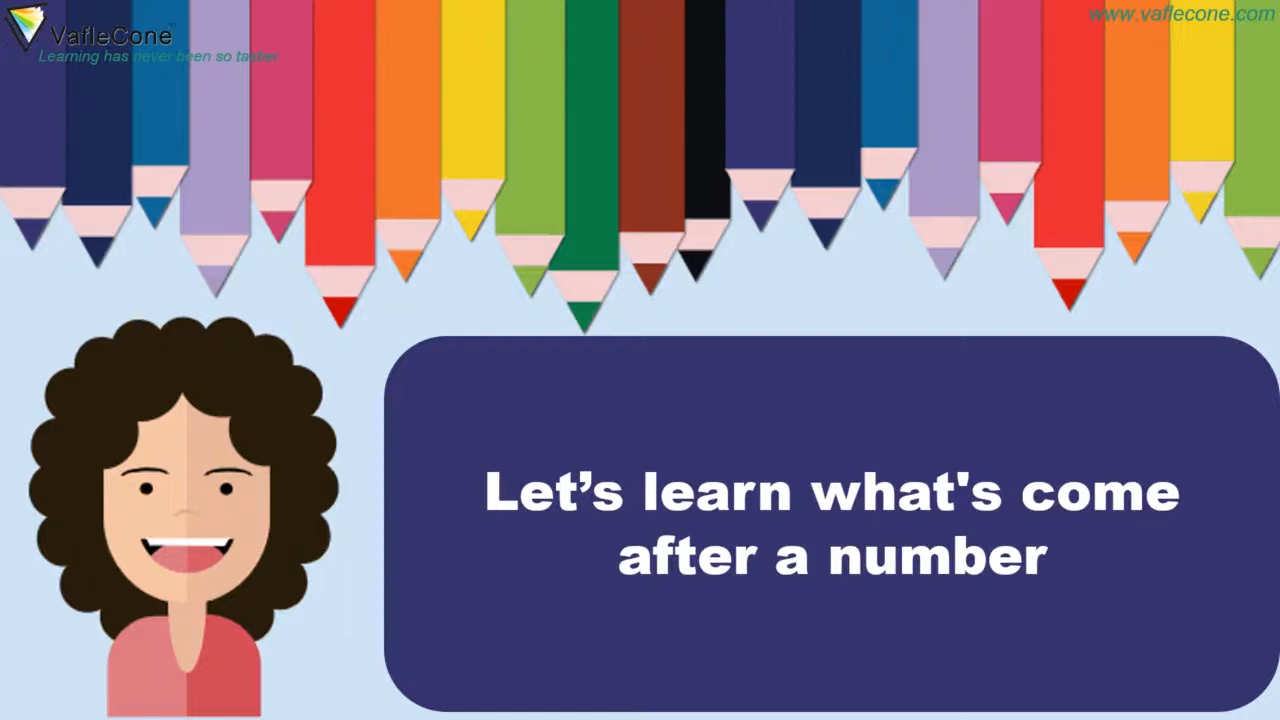 VafleCone
Learning has never been so tastier
www.vaflecone.com
Let’s learn what's come
after a number